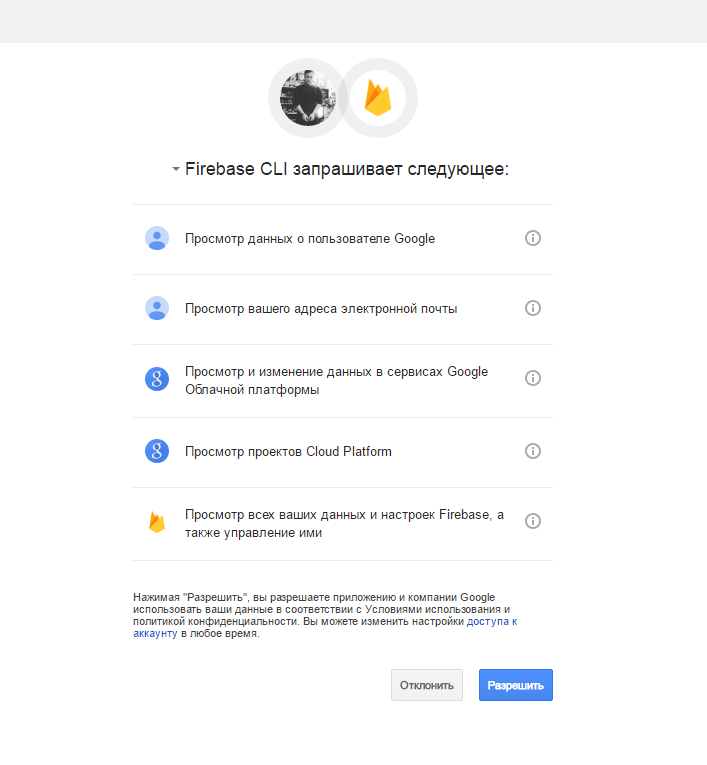 Firebase CLI запрашивает следующее:
Просмотр данных о пользователе Google
Просмотр вашего адреса электронной почты
Просмотр и изменение данных в сервисах Google
Облачной платформы
Просмотр проектов Cloud Platform
Просмотр всех ваших данных и настроек Firebase, а
также управление ими
Нажимая "Разрешить", вы разрешаете приложению и компании Google
использовать ваши данные в соответствии с Условиями использования и
политикой конфиденциальности. Вы можете изменить настройки доступа к
аккаунту в любое время.
Отклонить
Разрешить